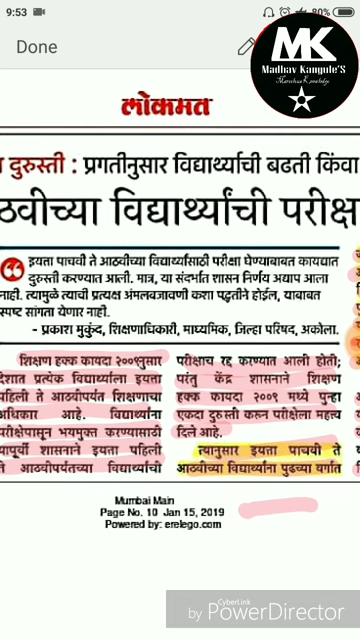 9:53
80%
Done
MK
Madhav Kangule'S
लोकमत
दुरुस्ती : प्रगतीनुसार विद्यार्थ्याची बढती किंवा
ठवीच्या विद्यार्थ्यांची परीक्ष
इयत्ता पाचवी ते आठवीच्या विद्यार्थ्यांसाठी परीक्षा घेण्याबाबत कायद्यात
दुरुस्ती करण्यात आली. मात्र, या संदर्भात शासन निर्णय अद्याप आला
नाही. त्यामुळे त्याची प्रत्यक्ष अंमलबजावणी कशा पद्धतीने होईल, याबाबत
स्पष्ट सांगता येणार नाही.
- प्रकाश मुकुंद, शिक्षणाधिकारी, माध्यमिक, जिल्हा परिषद, अकोला.
शिक्षण हक्क कायदा २००९नुसार
देशात प्रत्येक विद्यार्थ्याला इयत्ता
पहिली ते आठवीपर्यंत शिक्षणाचा
अधिकार आहे. विद्यार्थ्यांना
परीक्षेपासून भयमुक्त करण्यासाठी
यापूर्वी शासनाने इयत्ता पहिली
ते आठवीपर्यतच्या विद्यार्थ्यांची
परीक्षाच रद्द करण्यात आली होती;
परंतु केंद्र शासनाने शिक्षण
हक्क कायदा २००९ मध्ये पुन्हा
एकदा दुरुस्ती करून परीक्षेला महत्त्व
दिले आहे.
त्यानुसार इयत्ता पाचवी ते
आठवीच्या विद्यार्थ्यांना पुढच्या वर्गात
Mumbai Main
Page No. 10 Jan 15, 2019
Powered by: erelego.com
CyberLink
by PowerDirector